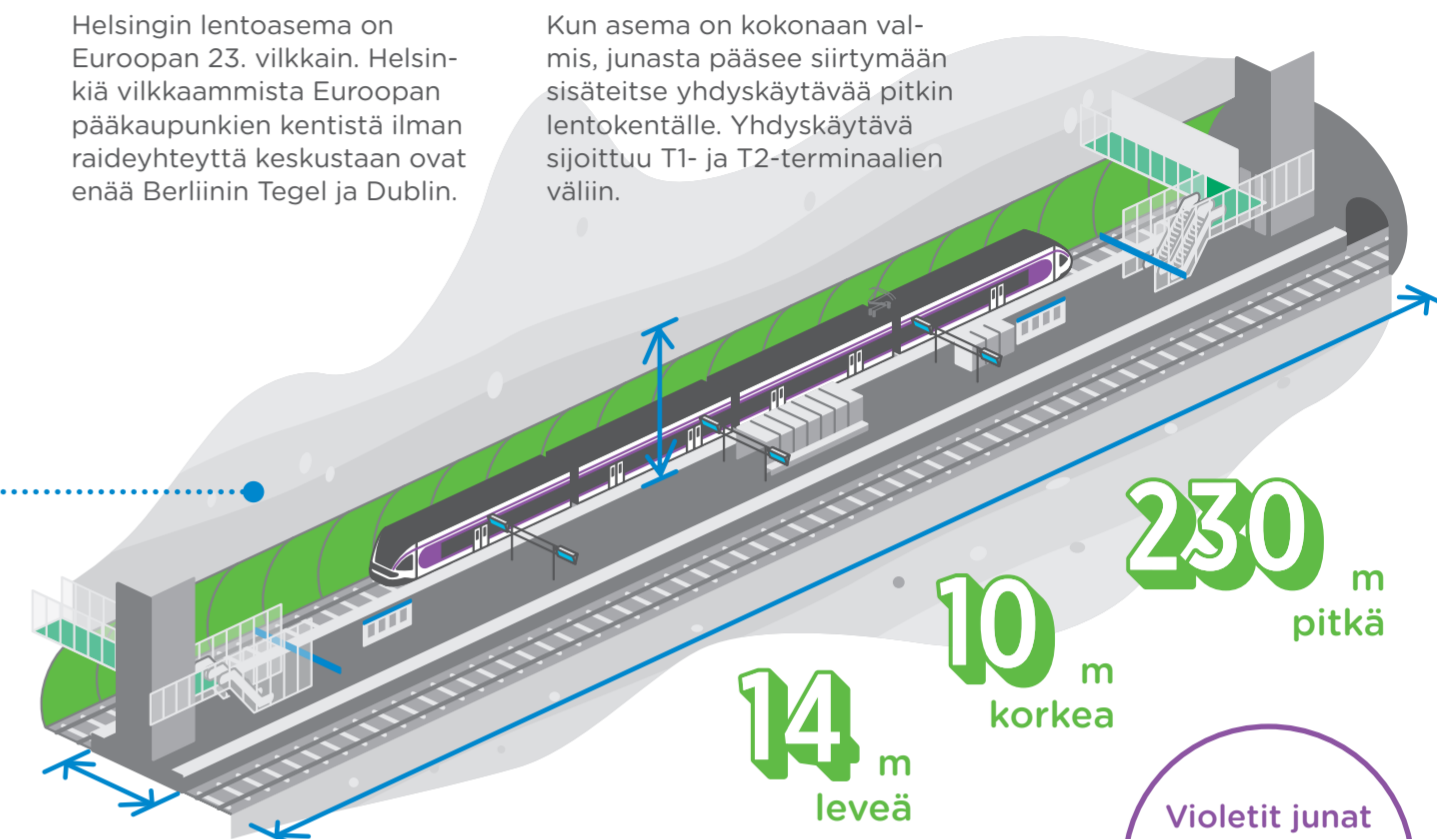 Helsingin lentoasema on
Euroopan 23. vilkkain. Helsin-
kiä vilkkaammista Euroopan
pääkaupunkien kentistä ilman
raideyhteyttä keskustaan ovat
enää Berliinin Tegel ja Dublin.
Kun asema on kokonaan val-
mis, junasta pääsee siirtymään
sisäteitse yhdyskäytävää pitkin
lentokentälle. Yhdyskäytävä
sijoittuu T1- ja T2-terminaalien
väliin.
230 m
pitkä
10 m
korkea
14 m
leveä
Violetit junat